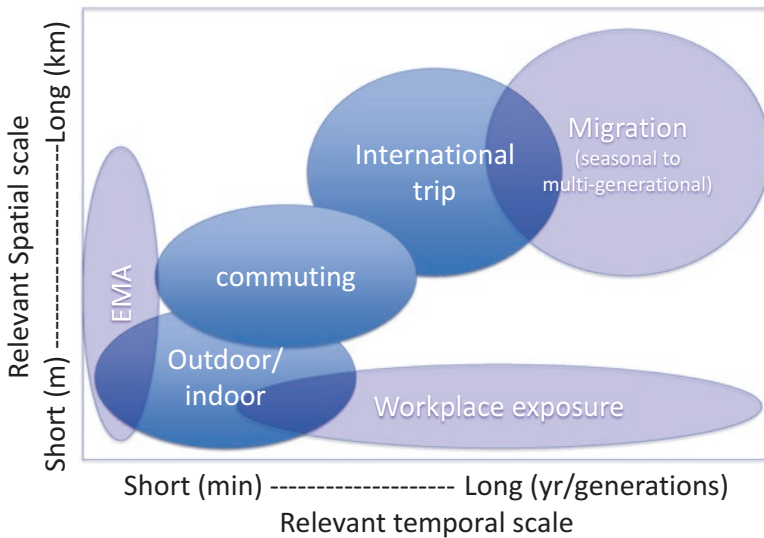 Relevant Spatial scale
Short (m) -----------Long (km)
International
trip
Migration
(seasonal to
multi-generational)
EMA
commuting
Outdoor/
indoor
Workplace exposure
Short (min) -------------------- Long (yr/generations)
Relevant temporal scale